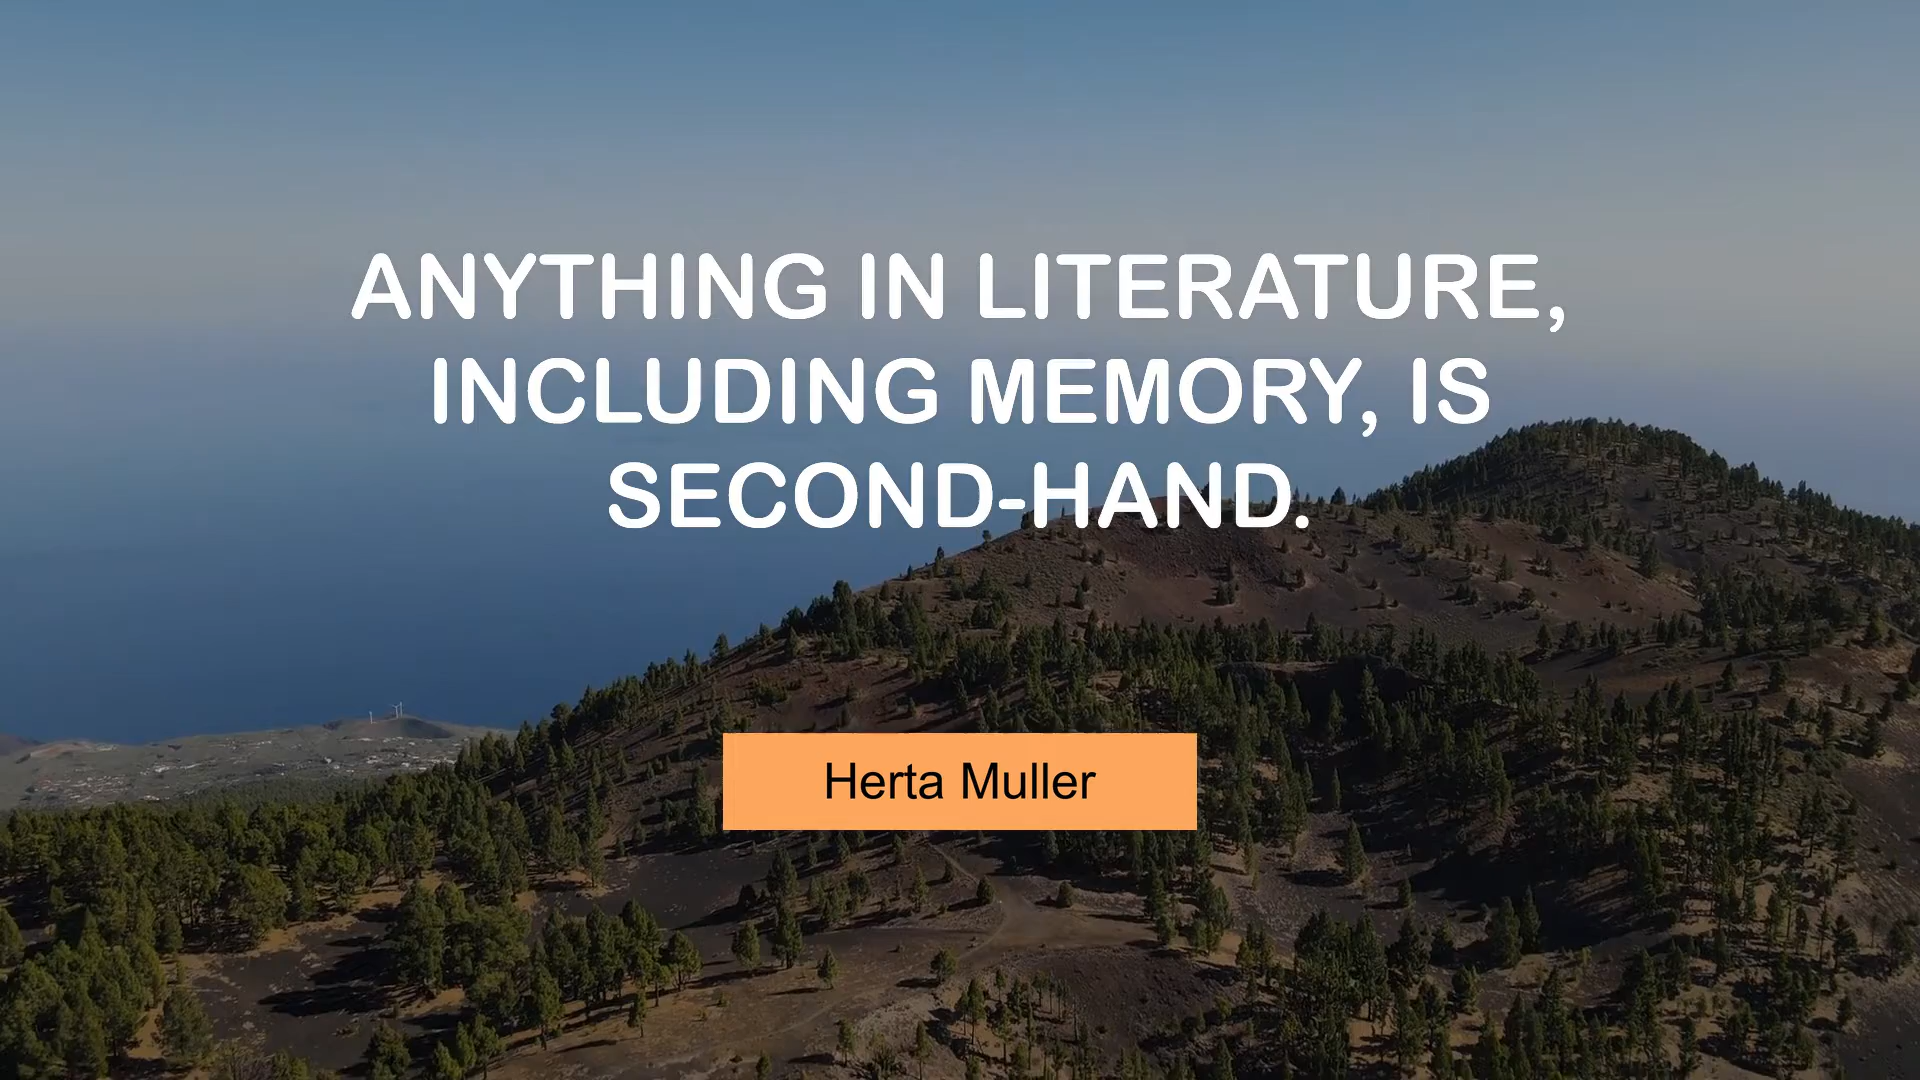 ANYTHING IN LITERATURE,
INCLUDING MEMORY, IS
SECOND-HAND.
Herta Muller